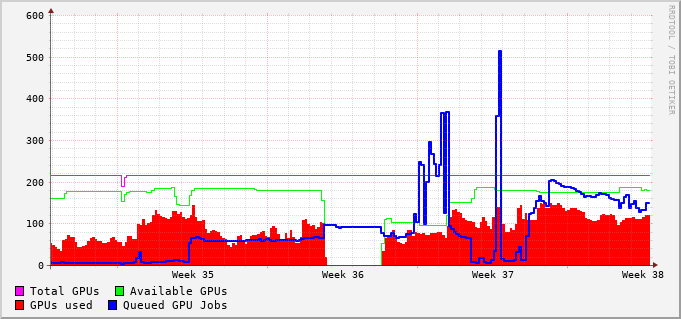 600
500
400
300
200
100
0
Week 35 Week 36 Week 37 Week 38
Total GPUs Available GPUs
GPUs used Queued GPU Jobs
RRDTOOL / TOBI OETIKER